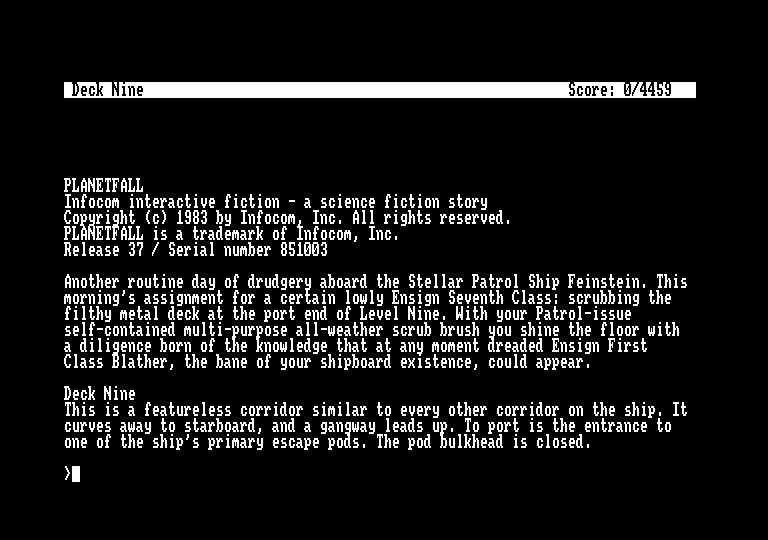 Deck Nine Score: 0/4459
PLANETFALL
Infocom interactive fiction - a science fiction story
Copyright (c) 1983 by Infocom, Inc. All rights reserved.
PLANETFALL is a trademark of Infocom, Inc.
Release 37 / Serial number 851003
Another routine day of drudgery aboard the Stellar Patrol Ship Feinstein. This
morning's assignment for a certain lowly Ensign Seventh Class: scrubbing the
filthy metal deck at the port end of Level Nine. With your Patrol-issue
self-contained multi-purpose all-weather scrub brush you shine the floor with
a diligence born of the knowledge that at any moment dreaded Ensign First
Class Blather, the bane of your shipboard existence, could appear.
Deck Nine
This is a featureless corridor similar to every other corridor on the ship. It
curves away to starboard, and a gangway leads up. To port is the entrance to
one of the ship's primary escape pods. The pod bulkhead is closed.
>